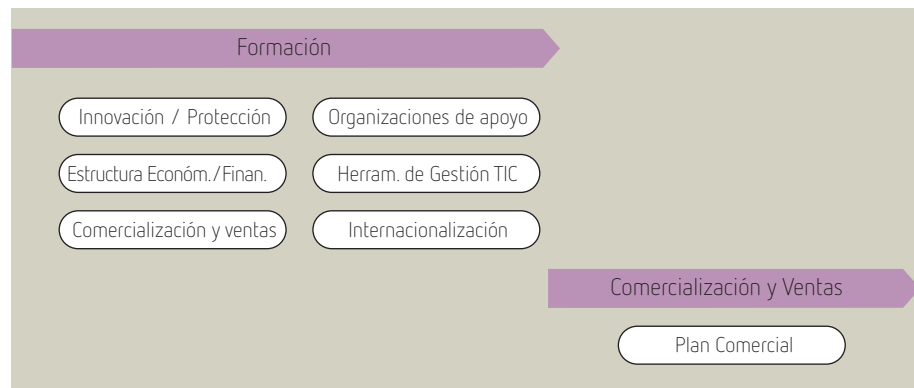 Formación
Innovación / Protección
Organizaciones de apoyo
Estructura Económ./Finan.
Herram. de Gestión TIC
Comercialización y ventas
Internacionalización
Comercialización y Ventas
Plan Comercial